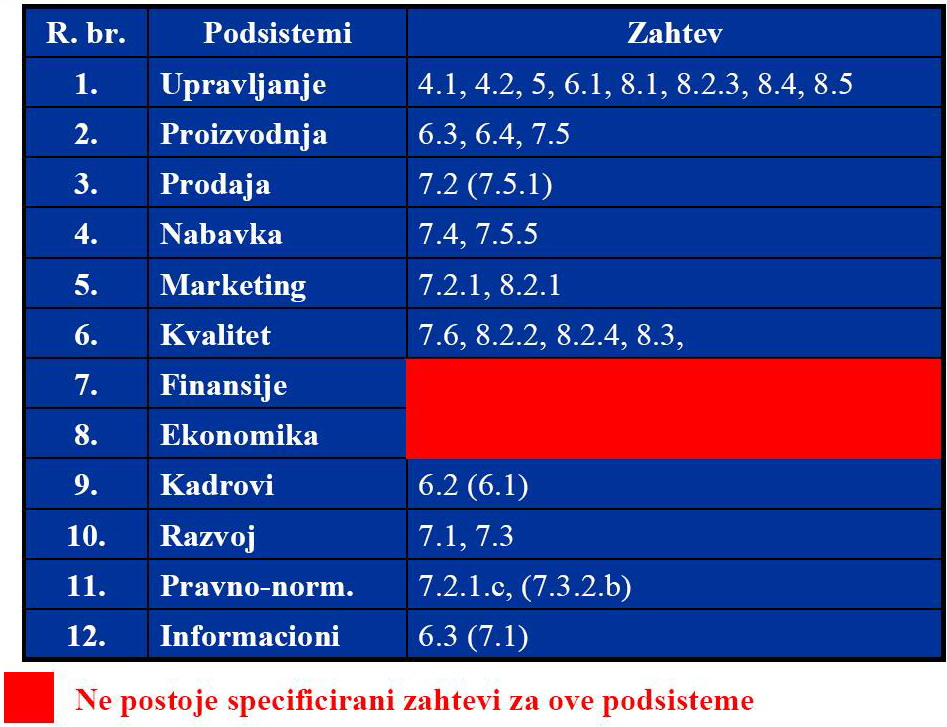 R. br. Podsistemi Zahtev
1. Upravljanje 4.1, 4.2, 5, 6.1, 8.1, 8.2.3, 8.4, 8.5
2. Proizvodnja 6.3, 6.4, 7.5
3. Prodaja 7.2 (7.5.1)
4. Nabavka 7.4, 7.5.5
5. Marketing 7.2.1, 8.2.1
6. Kvalitet 7.6, 8.2.2, 8.2.4, 8.3,
7. Finansije
8. Ekonomika
9. Kadrovi 6.2 (6.1)
10. Razvoj 7.1, 7.3
11. Pravno-norm. 7.2.1.c, (7.3.2.b)
12. Informacioni 6.3 (7.1)
Ne postoje specificirani zahtevi za ove podsisteme